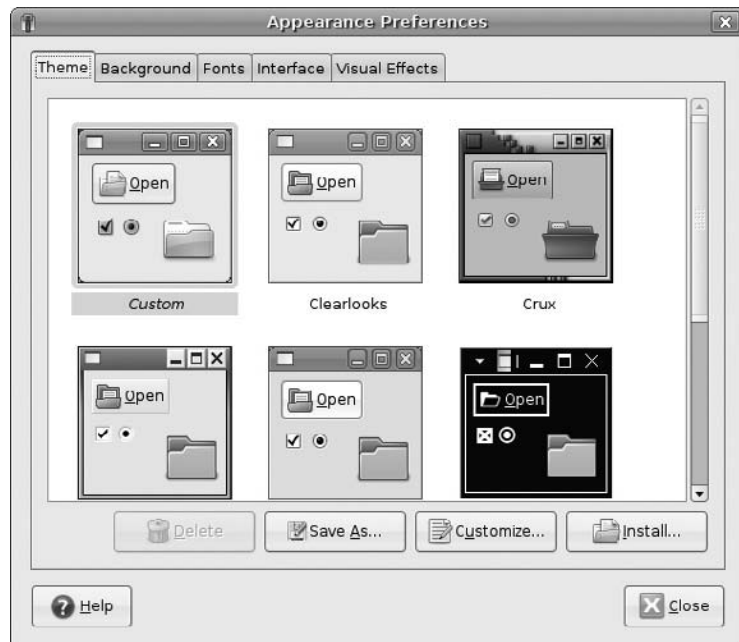 Appearance Preferences
Theme Background Fonts Interface Visual Effects
Open Open Open
Custom Clearlooks Crux
Open Open Open
Delete Save As... Customize... Install...
Help Close